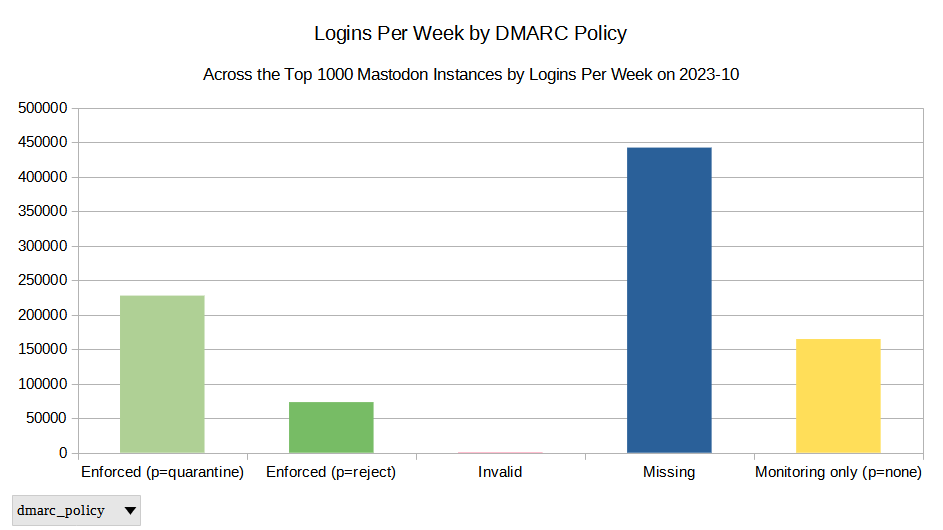 Logins Per Week by DMARC Policy
Across the Top 1000 Mastodon Instances by Logins Per Week on 2023-10
500000
450000
400000
350000
300000
250000
200000
150000
100000
50000
0
Enforced (p=quarantine) Enforced (p=reject) Invalid Missing Monitoring only (p=none)
dmarc_policy